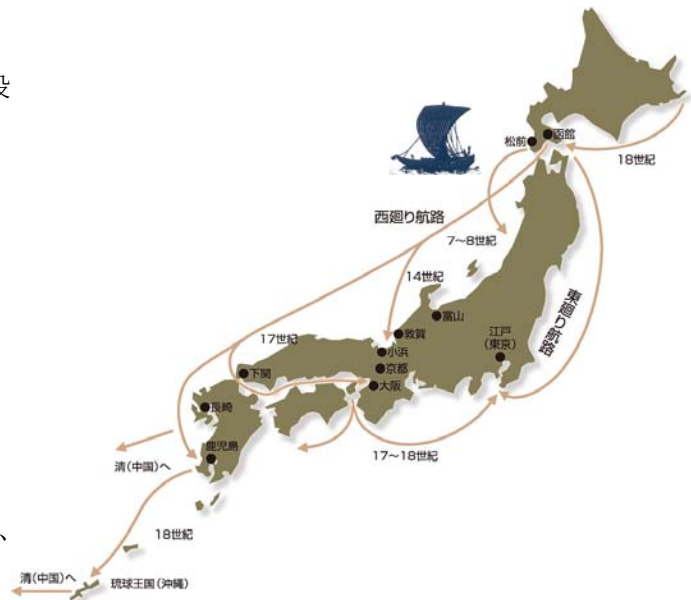 没
函館
松前
18世紀
西廻り航路
7〜8世紀
14世紀
東廻り航路
富山
敦賀
江戸
(東京)
17世紀
小浜
京都
下関
大阪
長崎
鹿児島
17〜18世紀
清(中国)へ
18世紀
、
清(中国)へ
琉球王国(沖縄)